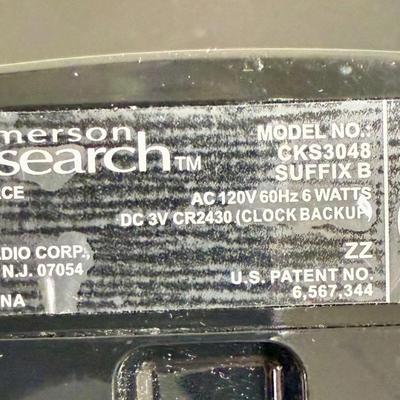 merson
search™
MODEL NO.:
CKS3048
SUFFIX B
CE
AC 120V 60Hz 6 WATTS
DC 3V CR2430 (CLOCK BACKUP
DIO CORP.,
N.J. 07054
NA
ZZ
U.S. PATENT NO.
6,567,344